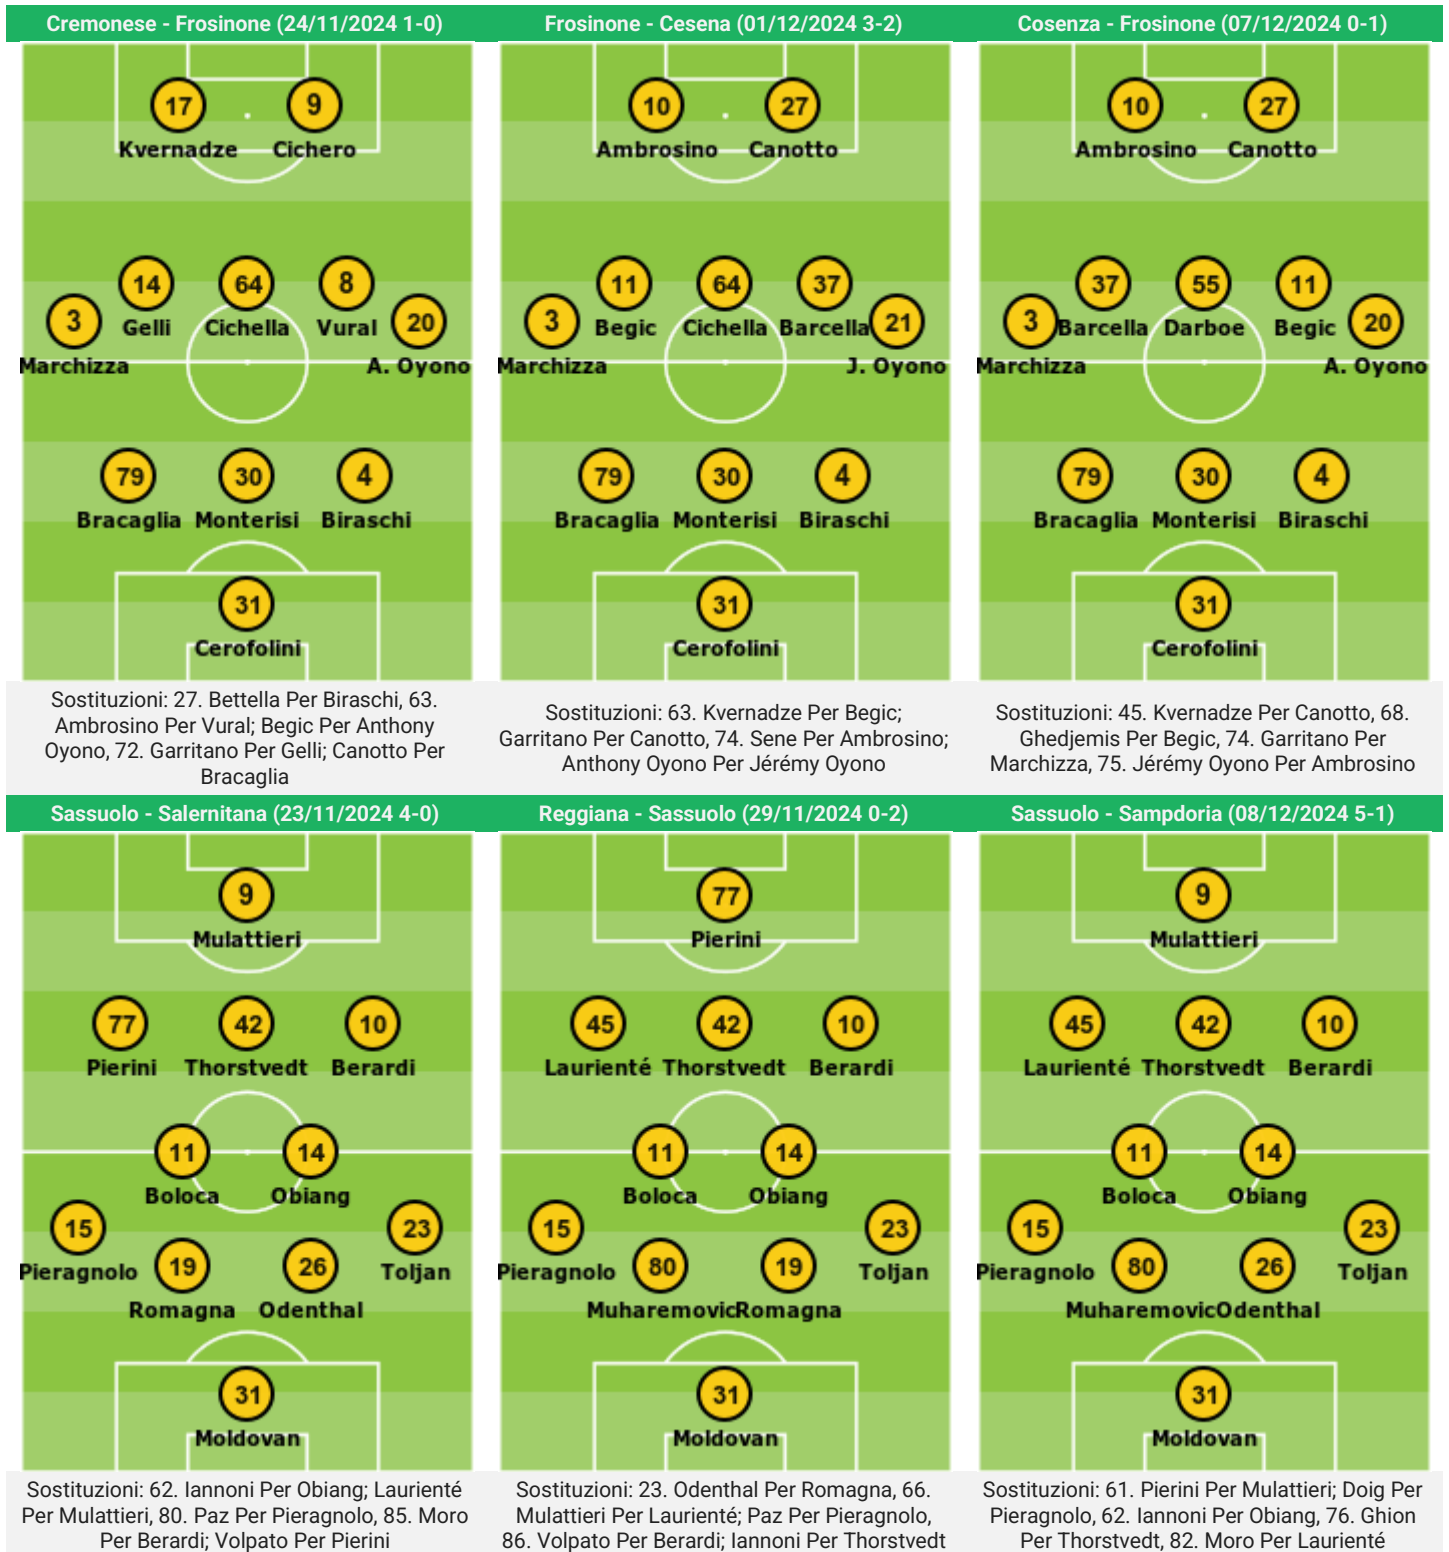 Cremonese - Frosinone (24/11/2024 1-0)
17 9
Kvernadze Cichero
14 64 8
3 Gelli Cichella Vural 20
Marchizza A. Oyono
79 30 4
Bracaglia Monterisi Biraschi
31
Cerofolini
Sostituzioni: 27. Bettella Per Biraschi, 63.
Ambrosino Per Vural; Begic Per Anthony
Oyono, 72. Garritano Per Gelli; Canotto Per
Bracaglia
Frosinone - Cesena (01/12/2024 3-2)
10 27
Ambrosino Canotto
11 64 37
3 Begic Cichella Barcella 21
Marchizza J. Oyono
79 30 4
Bracaglia Monterisi Biraschi
31
Cerofolini
Sostituzioni: 63. Kvernadze Per Begic;
Garritano Per Canotto, 74. Sene Per Ambrosino;
Anthony Oyono Per Jérémy Oyono
Cosenza - Frosinone (07/12/2024 0-1)
10 27
Ambrosino Canotto
37 55 11
3 Barcella Darboe Begic 20
Marchizza A. Oyono
79 30 4
Bracaglia Monterisi Biraschi
31
Cerofolini
Sostituzioni: 45. Kvernadze Per Canotto, 68.
Ghedjemis Per Begic, 74. Garritano Per
Marchizza, 75. Jérémy Oyono Per Ambrosino
Sassuolo - Salernitana (23/11/2024 4-0)
9
Mulattieri
77 42 10
Pierini Thorstvedt Berardi
11 14
Boloca Obiang
15 23
Pieragnolo 19 26 Toljan
Romagna Odenthal
31
Moldovan
Sostituzioni: 62. Iannoni Per Obiang; Laurienté
Per Mulattieri, 80. Paz Per Pieragnolo, 85. Moro
Per Berardi; Volpato Per Pierini
Reggiana - Sassuolo (29/11/2024 0-2)
77
Pierini
45 42 10
Laurienté Thorstvedt Berardi
11 14
Boloca Obiang
15 23
Pieragnolo 80 19 Toljan
Muharemovic Romagna
31
Moldovan
Sostituzioni: 23. Odenthal Per Romagna, 66.
Mulattieri Per Laurienté; Paz Per Pieragnolo,
86. Volpato Per Berardi; Iannoni Per Thorstvedt
Sassuolo - Sampdoria (08/12/2024 5-1)
9
Mulattieri
45 42 10
Laurienté Thorstvedt Berardi
11 14
Boloca Obiang
15 23
Pieragnolo 80 26 Toljan
Muharemovic Odenthal
31
Moldovan
Sostituzioni: 61. Pierini Per Mulattieri; Doig Per
Pieragnolo, 62. Iannoni Per Obiang, 76. Ghion
Per Thorstvedt, 82. Moro Per Laurienté